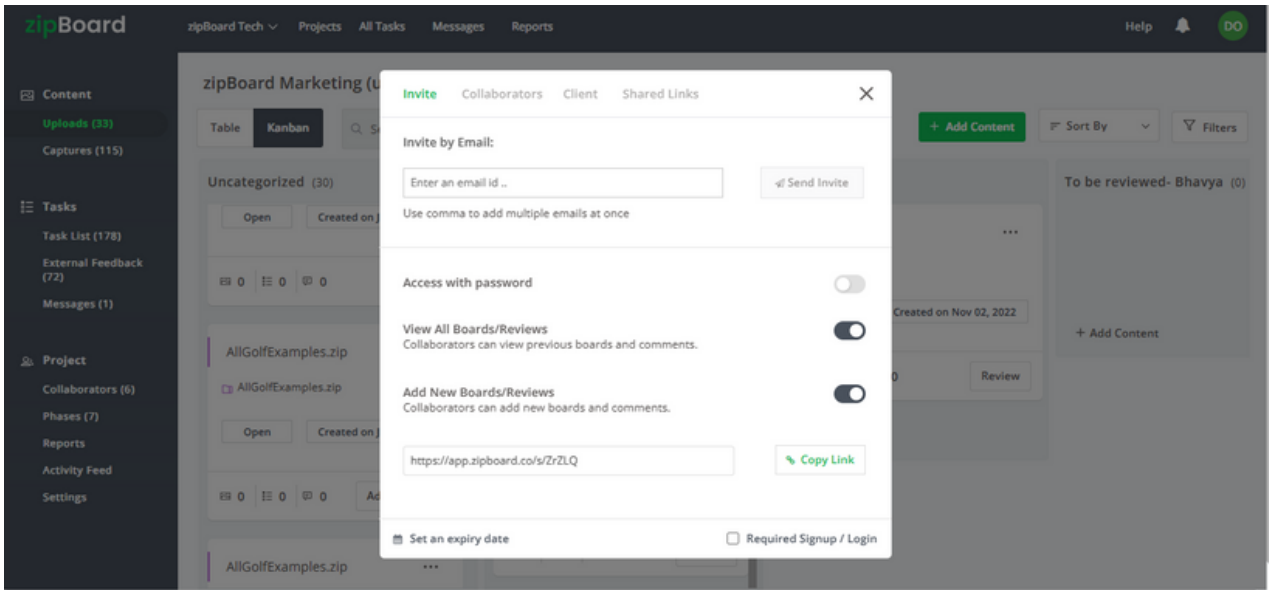 zipBoard
zipBoard Tech
Projects
All Tasks
Messages
Reports
Help
DO
Content
Uploads (33)
Captures (115)
Tasks
Task List (178)
External Feedback
(72)
Messages (1)
Project
Collaborators (6)
Phases (7)
Reports
Activity Feed
Settings
zipBoard Marketing (u
Table
Kanban
+ Add Content
Sort By
Filters
Uncategorized (30)
Open
Created on J
0
0
0
AllGolfExamples.zip
AllGolfExamples.zip
Open
Created on J
0
0
0
Ad
AllGolfExamples.zip
...
Invite
Collaborators
Client
Shared Links
Invite by Email:
Enter an email id ..
Send Invite
Use comma to add multiple emails at once
Access with password
View All Boards/Reviews
Collaborators can view previous boards and comments.
Add New Boards/Reviews
Collaborators can add new boards and comments.
https://app.zipboard.co/s/ZrZLQ
Copy Link
Set an expiry date
Required Signup / Login
...
Created on Nov 02, 2022
0
Review
To be reviewed- Bhavya (0)
+ Add Content